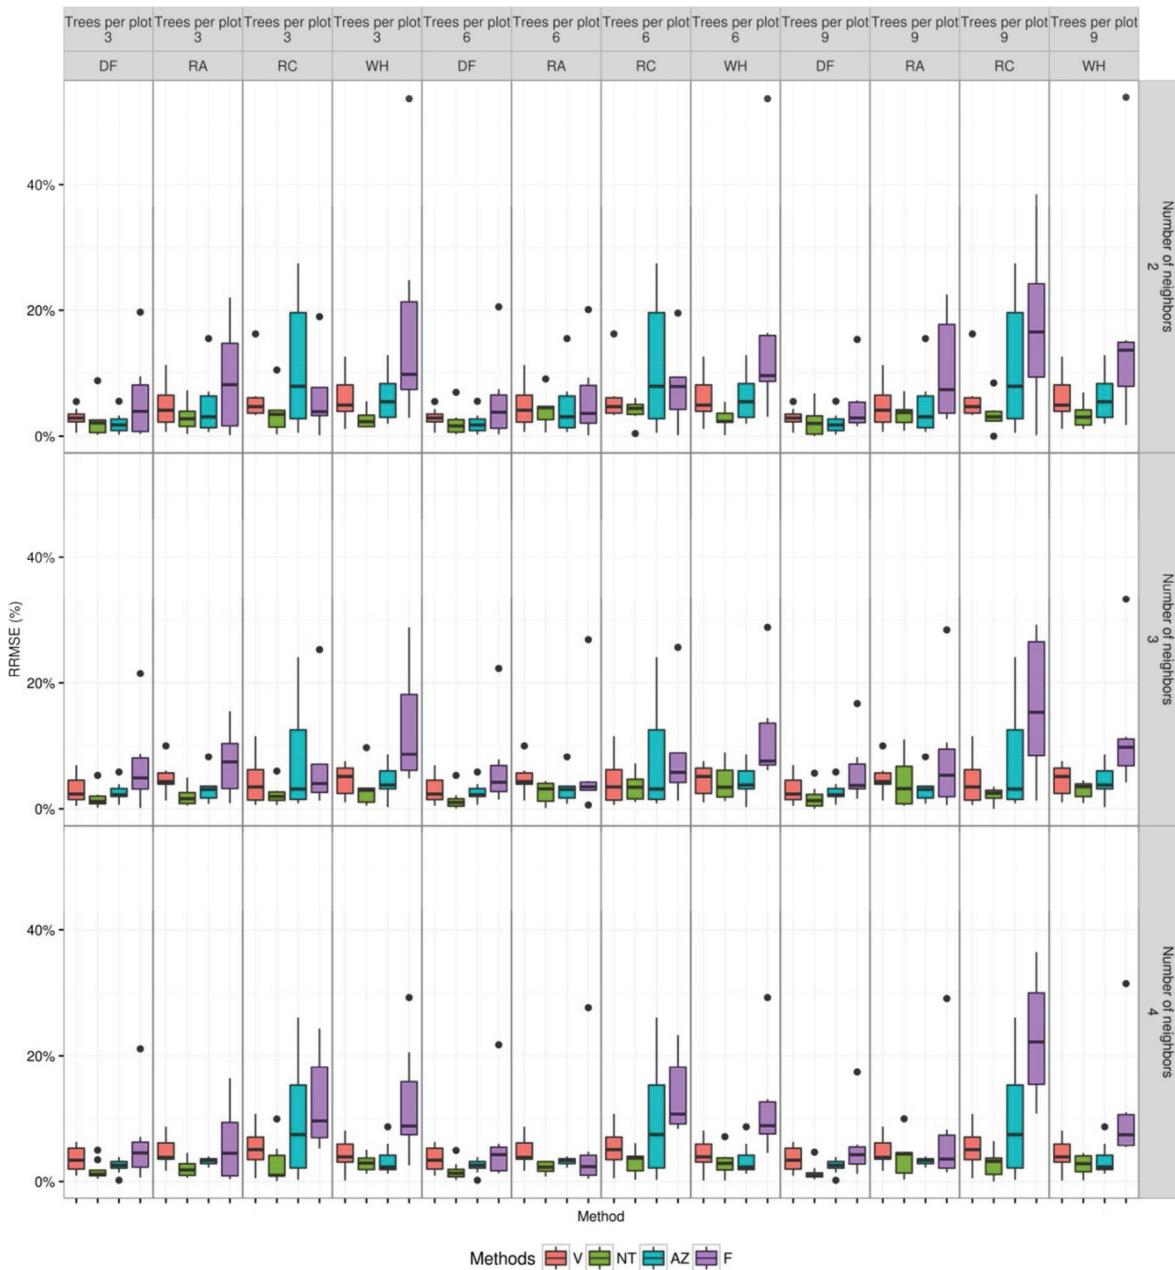 Trees per plot Trees per plot Trees per plot Trees per plot Trees per plot Trees per plot Trees per plot Trees per plot Trees per plot Trees per plot Trees per plot Trees per plot
3 3 3 3 6 6 6 6 9 9 9 9
DF RA RC WH DF RA RC WH DF RA RC WH
40%
20%
0%
Number of neighbors
2
40%
20%
0%
Number of neighbors
3
40%
20%
0%
Number of neighbors
4
RRMSE (%)
Method
Methods V NT AZ F